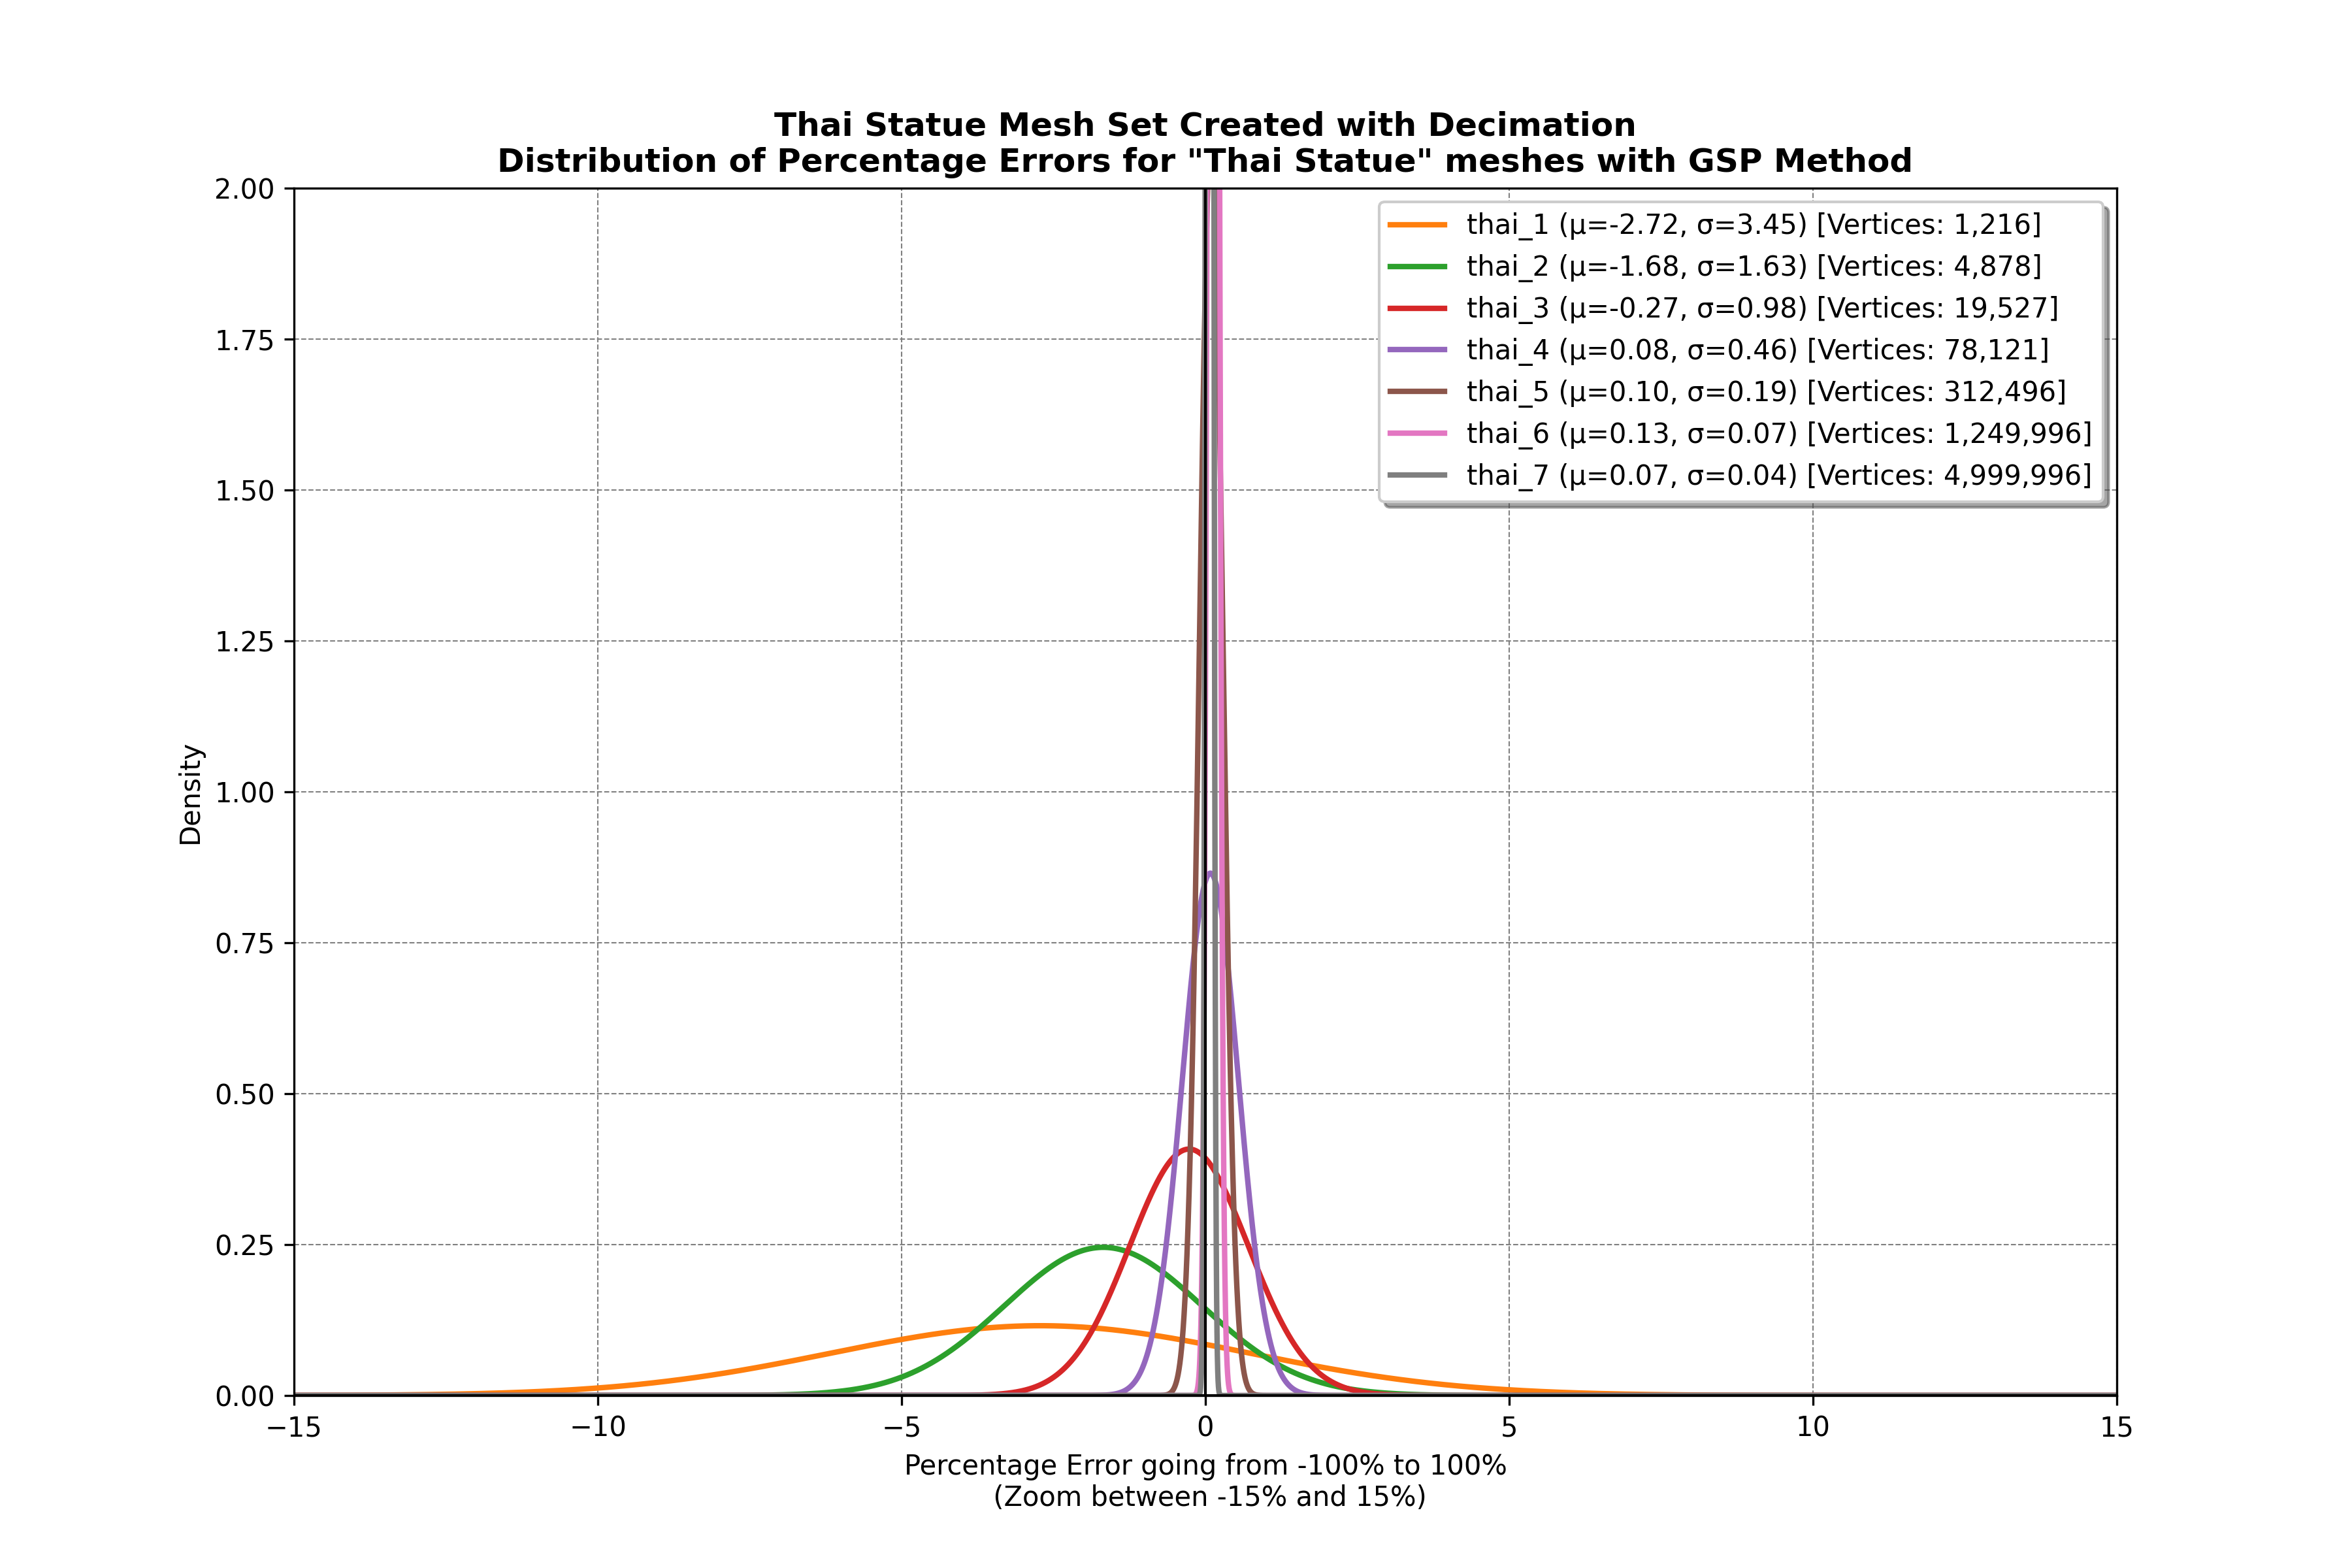 Thai Statue Mesh Set Created with Decimation
Distribution of Percentage Errors for "Thai Statue" meshes with GSP Method
2.00
1.75
1.50
1.25
1.00
0.75
0.50
0.25
0.00
Density
thai_1 (μ=-2.72, σ=3.45) [Vertices: 1,216]
thai_2 (μ=-1.68, σ=1.63) [Vertices: 4,878]
thai_3 (μ=-0.27, σ=0.98) [Vertices: 19,527]
thai_4 (μ=0.08, σ=0.46) [Vertices: 78,121]
thai_5 (μ=0.10, σ=0.19) [Vertices: 312,496]
thai_6 (μ=0.13, σ=0.07) [Vertices: 1,249,996]
thai_7 (μ=0.07, σ=0.04) [Vertices: 4,999,996]
−15 −10 −5 0 5 10 15
Percentage Error going from -100% to 100%
(Zoom between -15% and 15%)